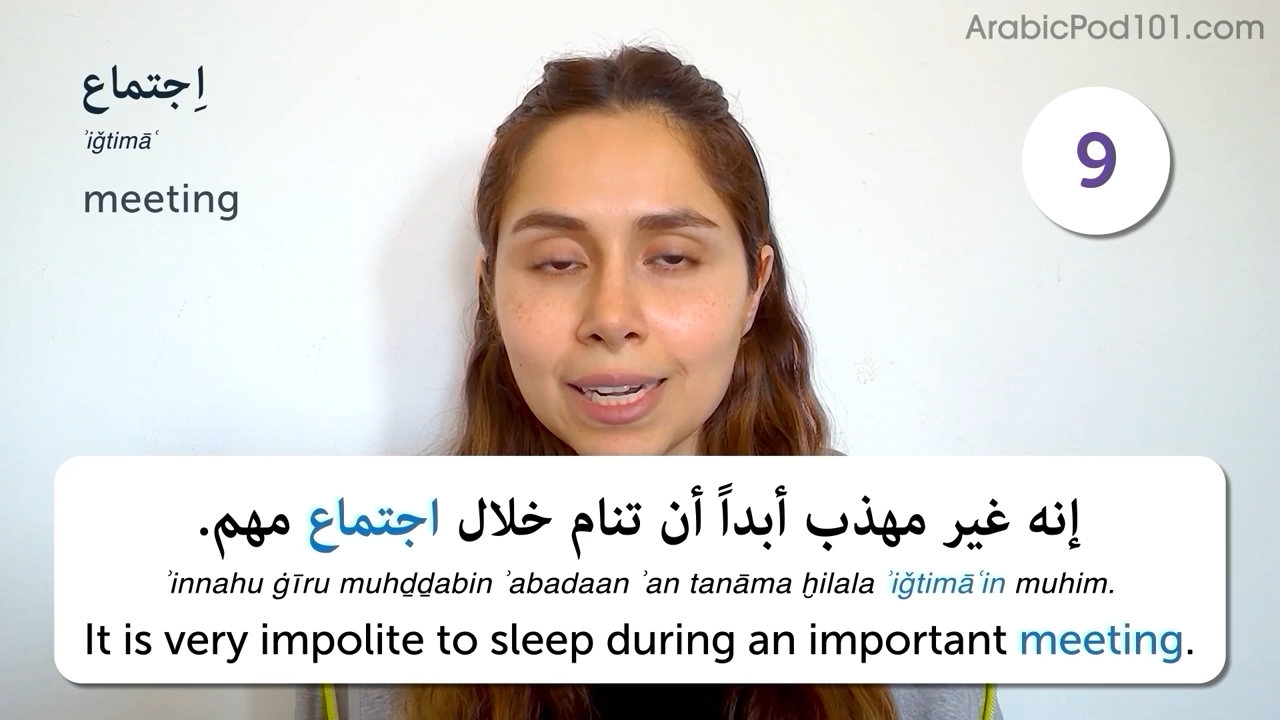 ArabicPod101.com
اِجتماع
ʾiǧtimāʿ
meeting
9
إنه غير مهذب أبداً أن تنام خلال اجتماع مهم.
ʾinnahu ġīru muhḏḏabin ʾabadaan ʾan tanāma ḫilala ʾiǧtimāʿin muhim.
It is very impolite to sleep during an important meeting.